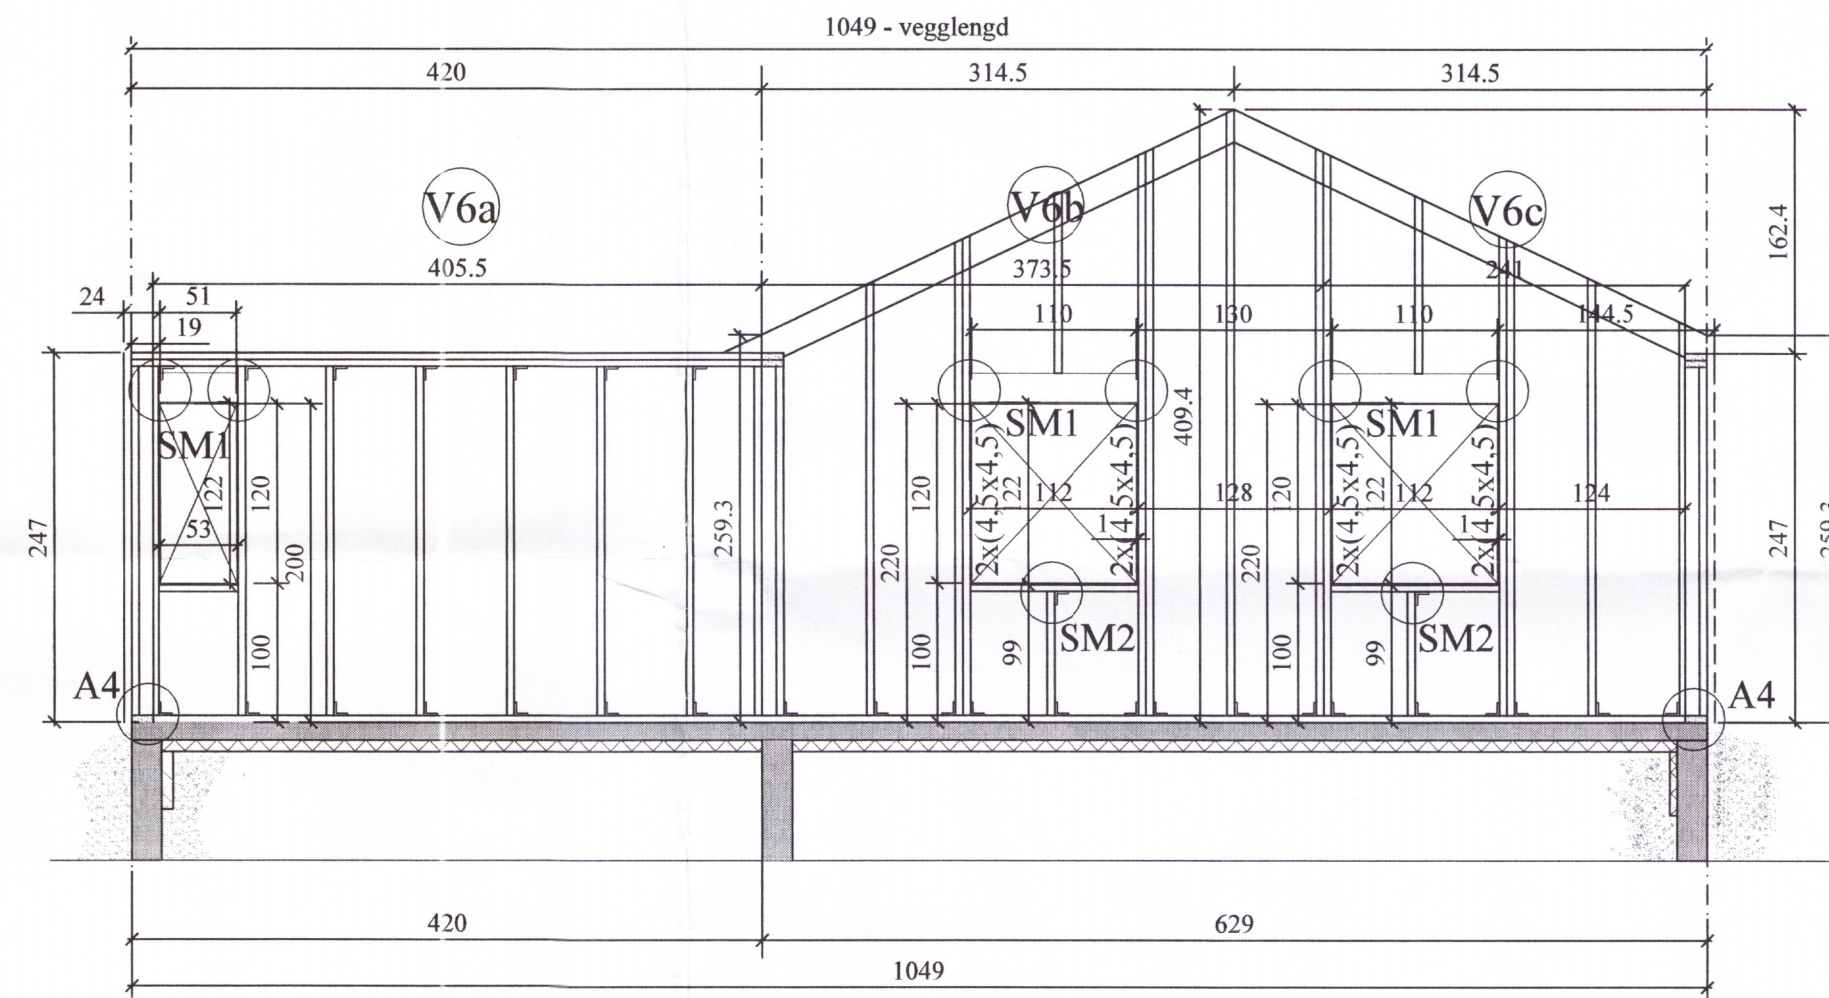 1049 - vegglengd
420 314.5 314.5
V6a V6b V6c
162.4
405.5 373.5 241
24 51
19
110 130 110 144.5
SM1 SM1 SM1
409.4
2x(4,5x4,5) 2x(4,5x4,5) 2x(4,5x4,5) 2x(4,5x4,5)
122 120 120 122 120 122
112 128 112 124
53 1 1
247 200 259.3 220 220 247 259.3
100 100 99 100 99
SM2 SM2
A4 A4
420 629
1049